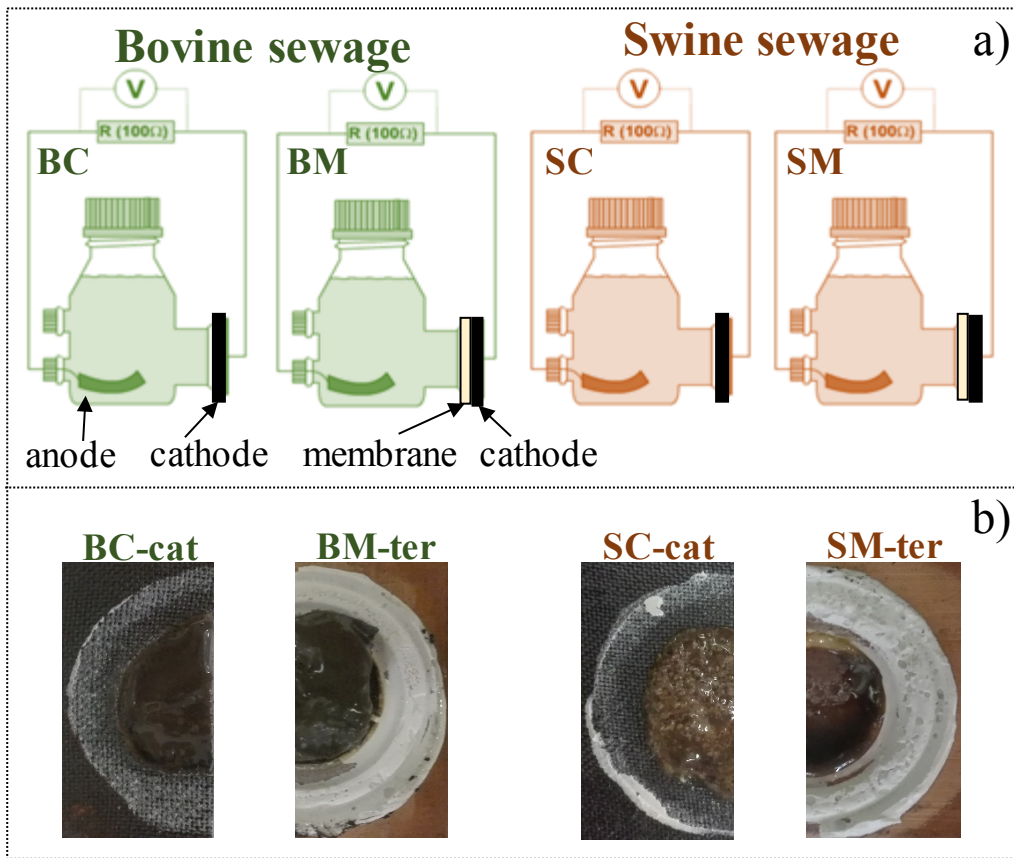 Bovine sewage
Swine sewage
a)
V
V
V
V
R (100Ω)
R (100Ω)
R (100Ω)
R (100Ω)
BC
BM
SC
SM
anode
cathode
membrane
cathode
b)
BC-cat
BM-ter
SC-cat
SM-ter